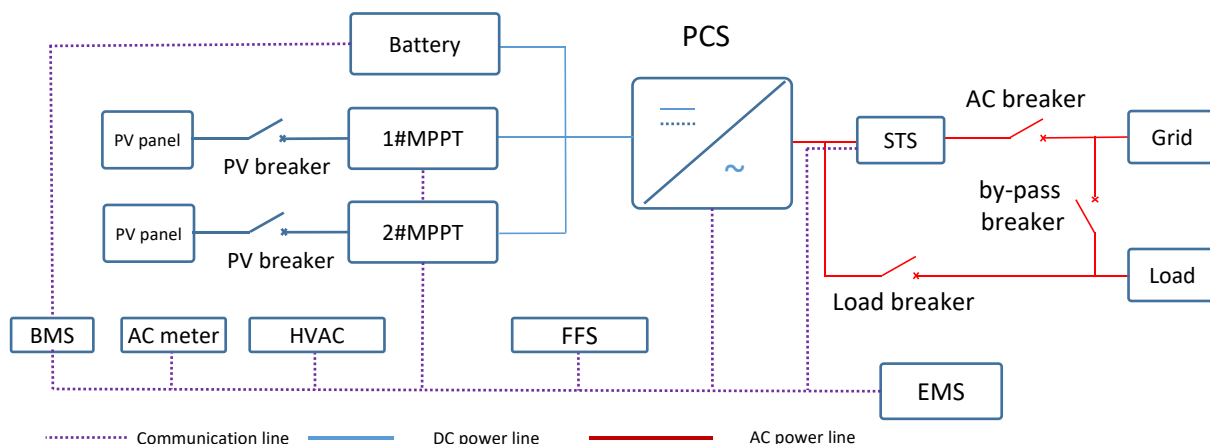 PCS
Battery
AC breaker
PV panel
1#MPPT
STS
Grid
PV breaker
~
by-pass
breaker
PV panel
2#MPPT
PV breaker
Load breaker
Load
BMS
AC meter
HVAC
FFS
EMS
Communication line
DC power line
AC power line